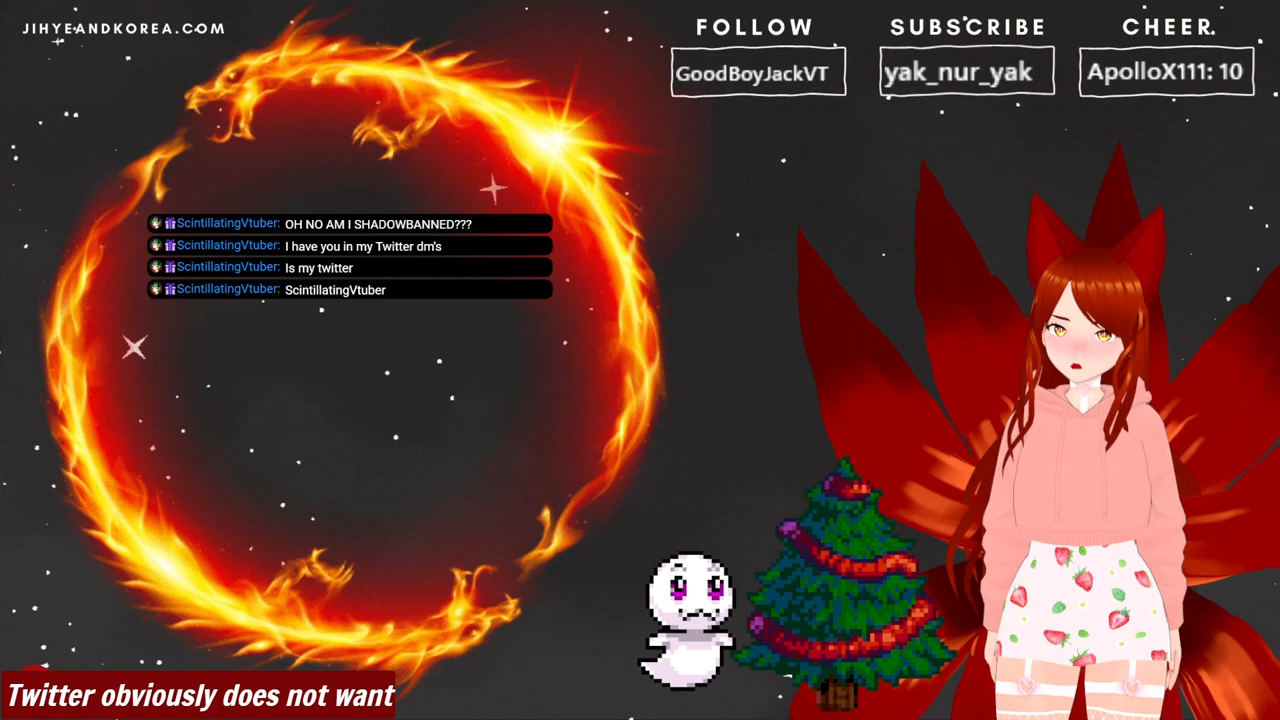 JIHYEANDKOREA.COM
FOLLOW
SUBSCRIBE
CHEER
GoodBoyJackVT
yak_nur_yak
ApolloX111: 10
ScintillatingVtuber: OH NO AM I SHADOWBANNED???
ScintillatingVtuber: I have you in my Twitter dm's
ScintillatingVtuber: Is my twitter
ScintillatingVtuber: ScintillatingVtuber
Twitter obviously does not want